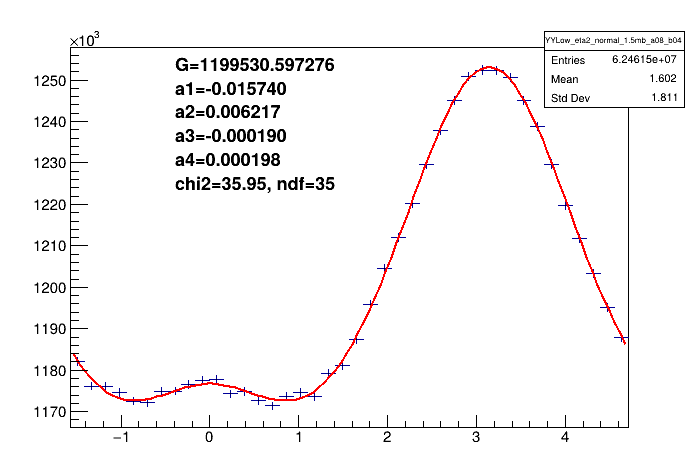 ×10³
YYLow_eta2_normal_1.5mb_a08_b04
Entries 6.24615e+07
Mean 1.602
Std Dev 1.811
G=1199530.597276
a1=-0.015740
a2=0.006217
a3=-0.000190
a4=0.000198
chi2=35.95, ndf=35
1250
1240
1230
1220
1210
1200
1190
1180
1170
−1 0 1 2 3 4